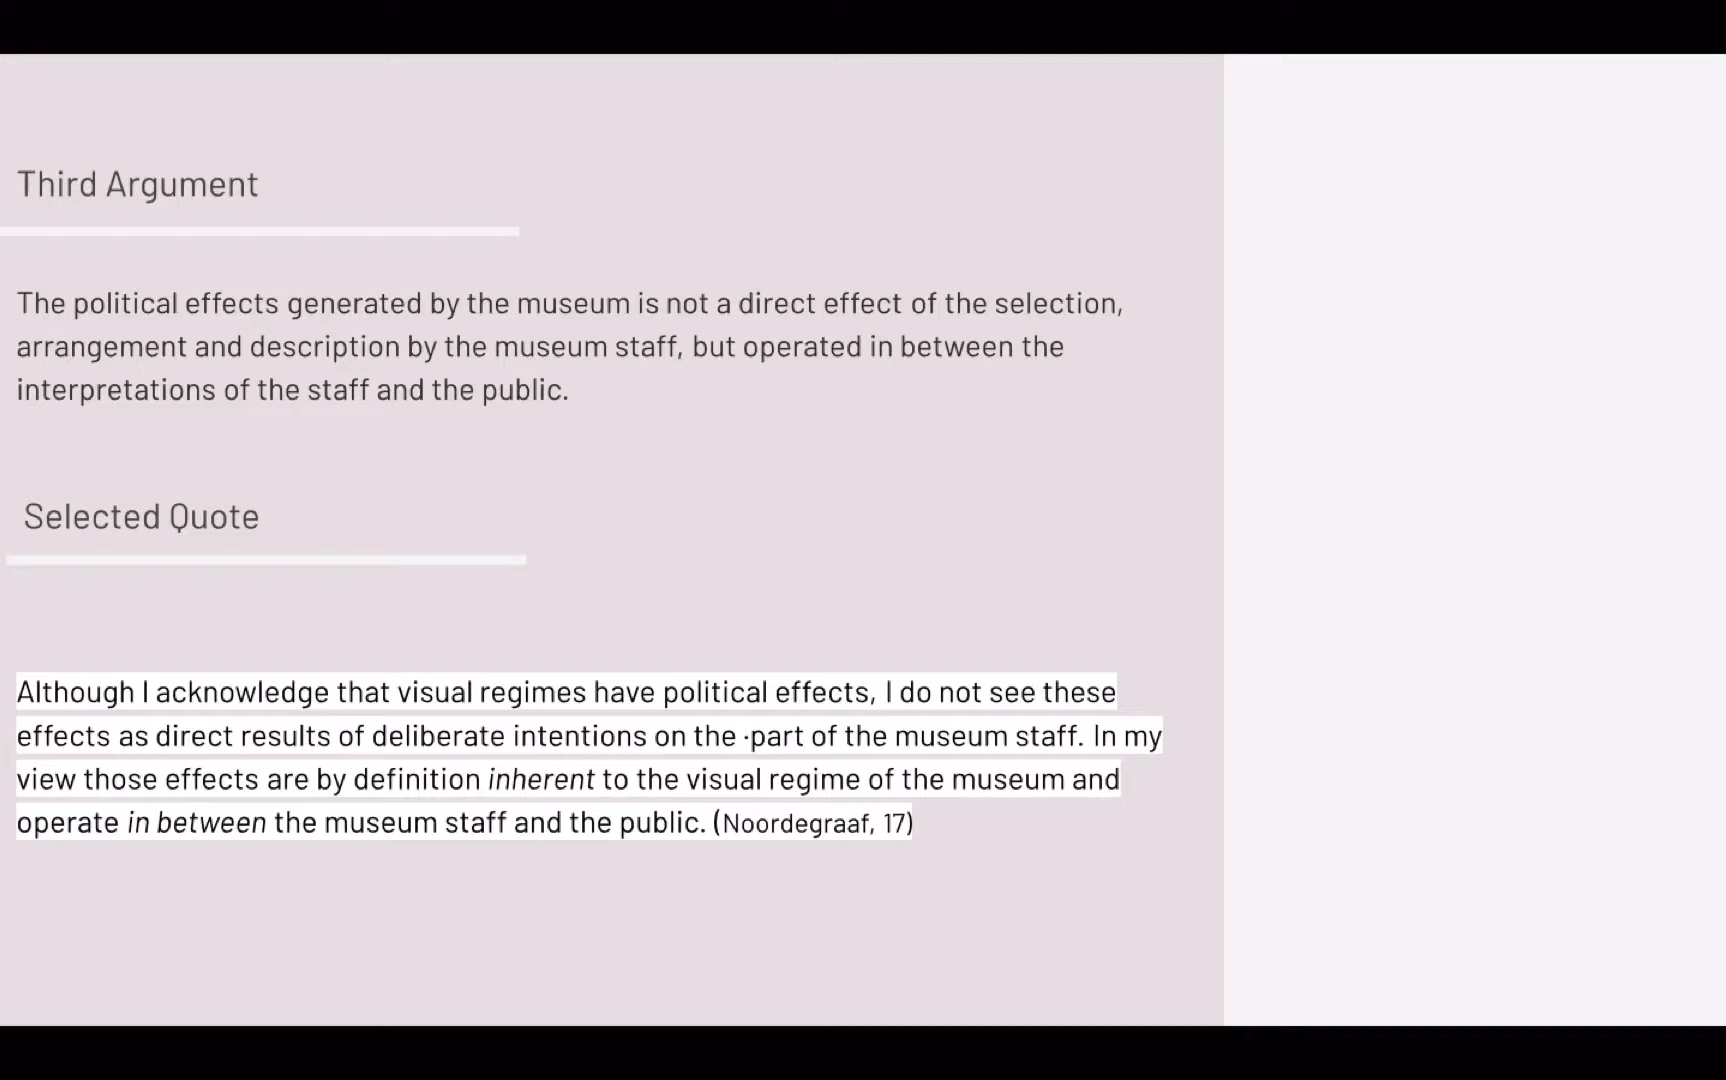 Third Argument
The political effects generated by the museum is not a direct effect of the selection,
arrangement and description by the museum staff, but operated in between the
interpretations of the staff and the public.
Selected Quote
Although I acknowledge that visual regimes have political effects, I do not see these
effects as direct results of deliberate intentions on the ·part of the museum staff. In my
view those effects are by definition inherent to the visual regime of the museum and
operate in between the museum staff and the public. (Noordegraaf, 17)